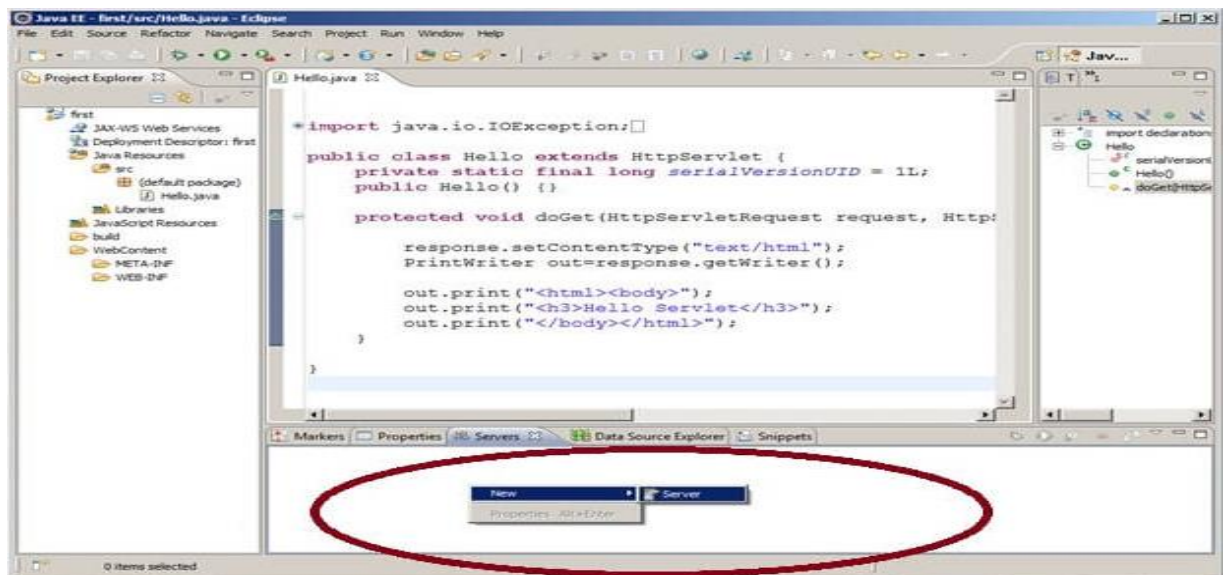 Java EE - first/src/Hello.java - Eclipse
File Edit Source Refactor Navigate Search Project Run Window Help
Jav...
Project Explorer
first
JAX-WS Web Services
Deployment Descriptor: first
Java Resources
src
(default package)
Hello.java
Libraries
JavaScript Resources
build
WebContent
META-INF
WEB-INF
Hello.java
import java.io.IOException;
public class Hello extends HttpServlet {
private static final long serialVersionUID = 1L;
public Hello() {}
protected void doGet(HttpServletRequest request, Http
response.setContentType("text/html");
PrintWriter out=response.getWriter();
out.print("<html><body>");
out.print("<h3>Hello Servlet</h3>");
out.print("</body></html>");
}
}
import declarations
Hello
serialVersionU
Hello()
doGet(HttpSe
Markers Properties Servers Data Source Explorer Snippets
New Server
Properties Alt+Enter
0 items selected